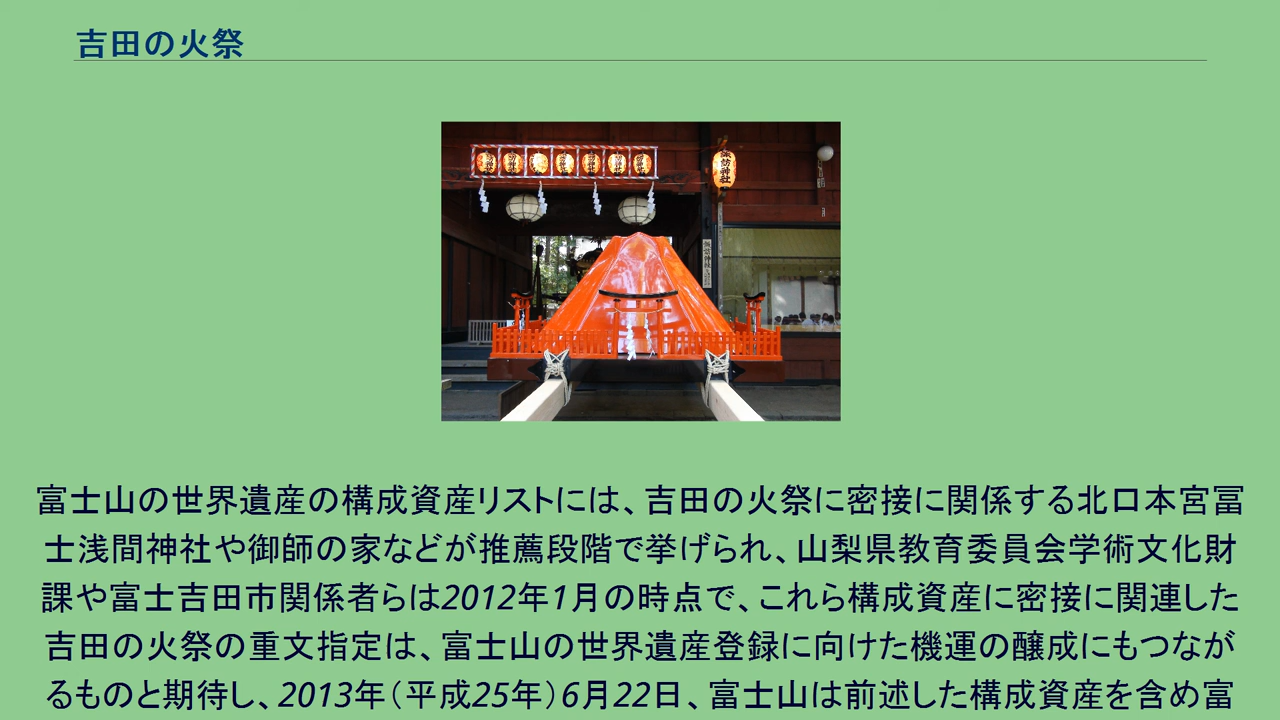 吉田の火祭
諏訪神社
富士山の世界遺産の構成資産リストには、吉田の火祭に密接に関係する北口本宮冨
士浅間神社や御師の家などが推薦段階で挙げられ、山梨県教育委員会学術文化財
課や富士吉田市関係者らは2012年1月の時点で、これら構成資産に密接に関連した
吉田の火祭の重文指定は、富士山の世界遺産登録に向けた機運の醸成にもつなが
るものと期待し、2013年（平成25年）6月22日、富士山は前述した構成資産を含め富